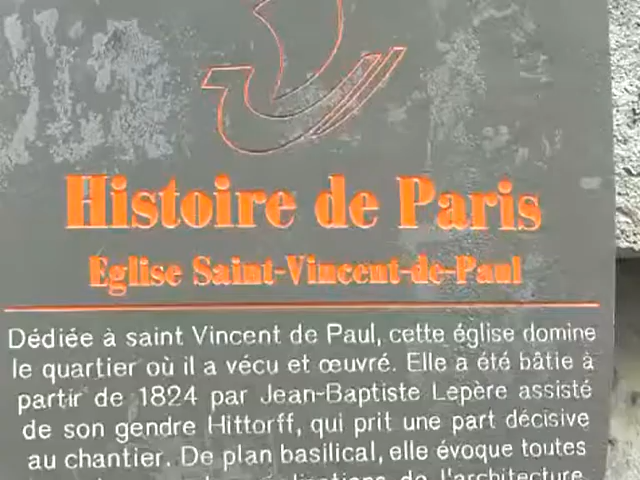 Histoire de Paris
Eglise Saint-Vincent-de-Paul
Dédiée à saint Vincent de Paul, cette église domine
le quartier où il a vécu et œuvré. Elle a été bâtie à
partir de 1824 par Jean-Baptiste Lepère assisté
de son gendre Hittorff, qui prit une part décisive
au chantier. De plan basilical, elle évoque toutes
de l'architecture